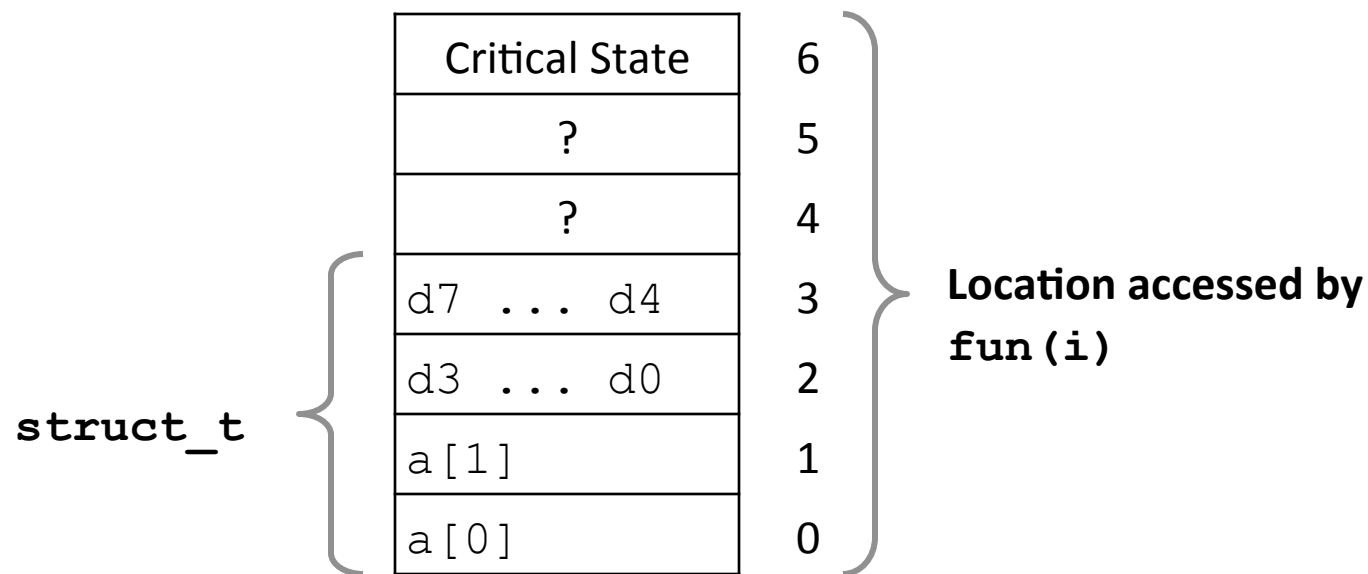 Critical State 6
? 5
? 4
d7 ... d4 3
d3 ... d0 2
a[1] 1
a[0] 0
struct_t
Location accessed by
fun(i)